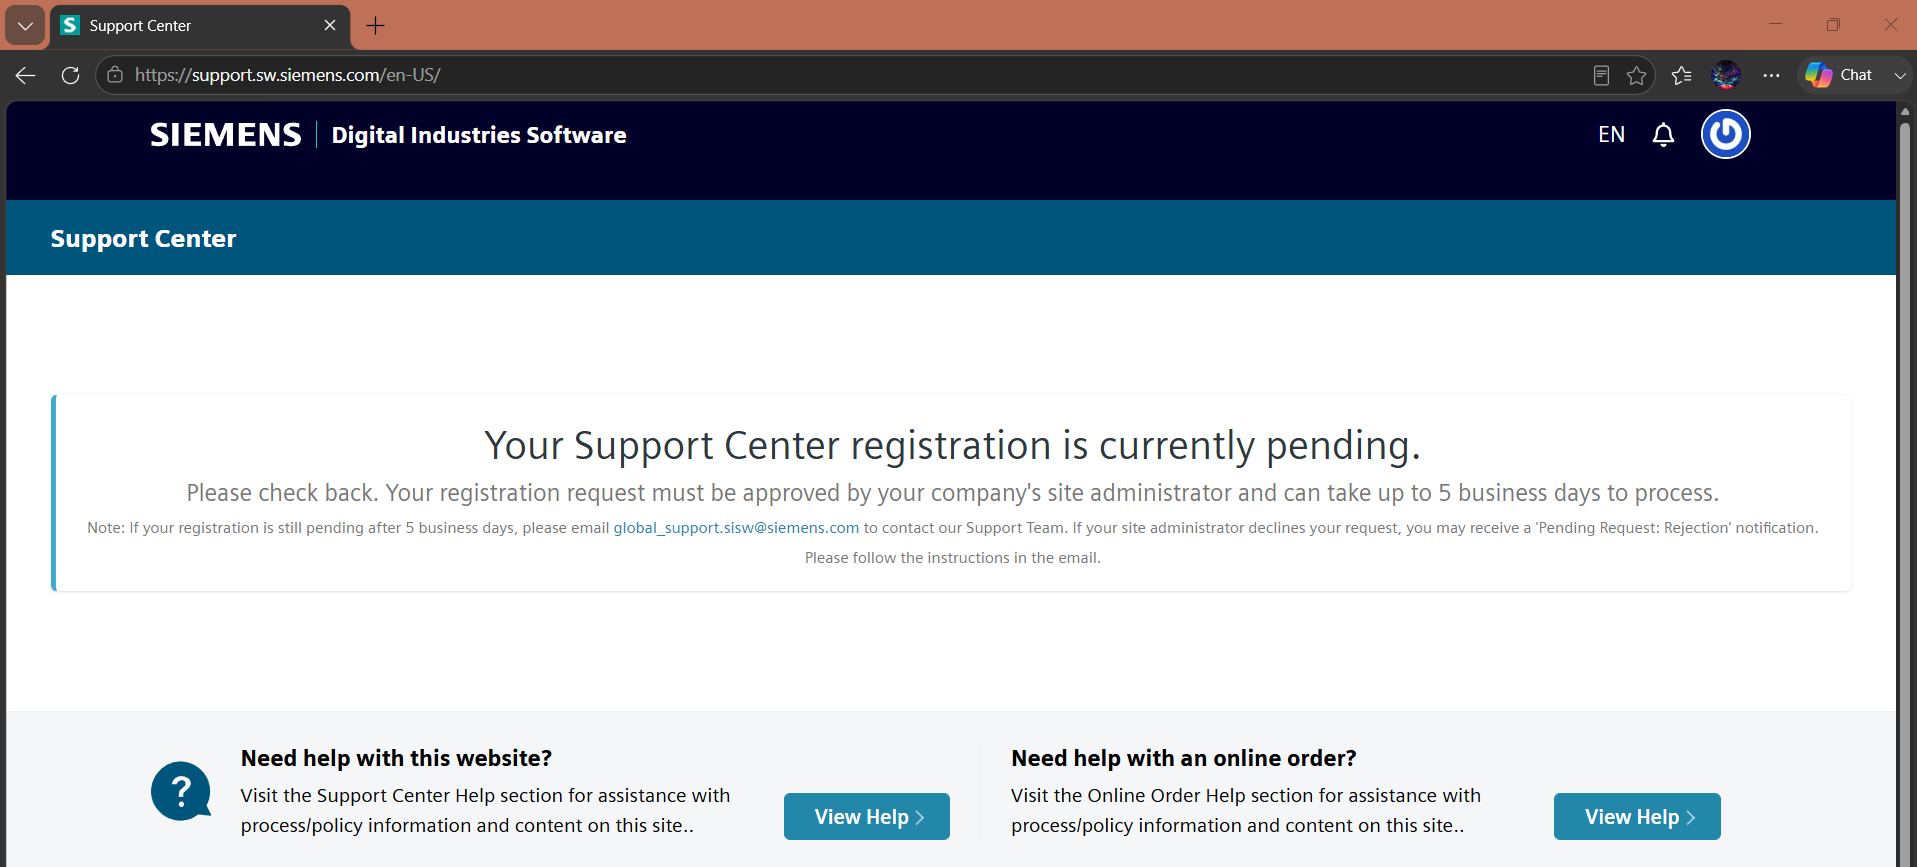 Support Center
https://support.sw.siemens.com/en-US/
Chat
SIEMENS
Digital Industries Software
EN
Support Center
Your Support Center registration is currently pending.
Please check back. Your registration request must be approved by your company's site administrator and can take up to 5 business days to process.
Note: If your registration is still pending after 5 business days, please email global_support.sisw@siemens.com to contact our Support Team. If your site administrator declines your request, you may receive a 'Pending Request: Rejection' notification.
Please follow the instructions in the email.
?
Need help with this website?
Visit the Support Center Help section for assistance with
process/policy information and content on this site..
View Help
Need help with an online order?
Visit the Online Order Help section for assistance with
process/policy information and content on this site..
View Help